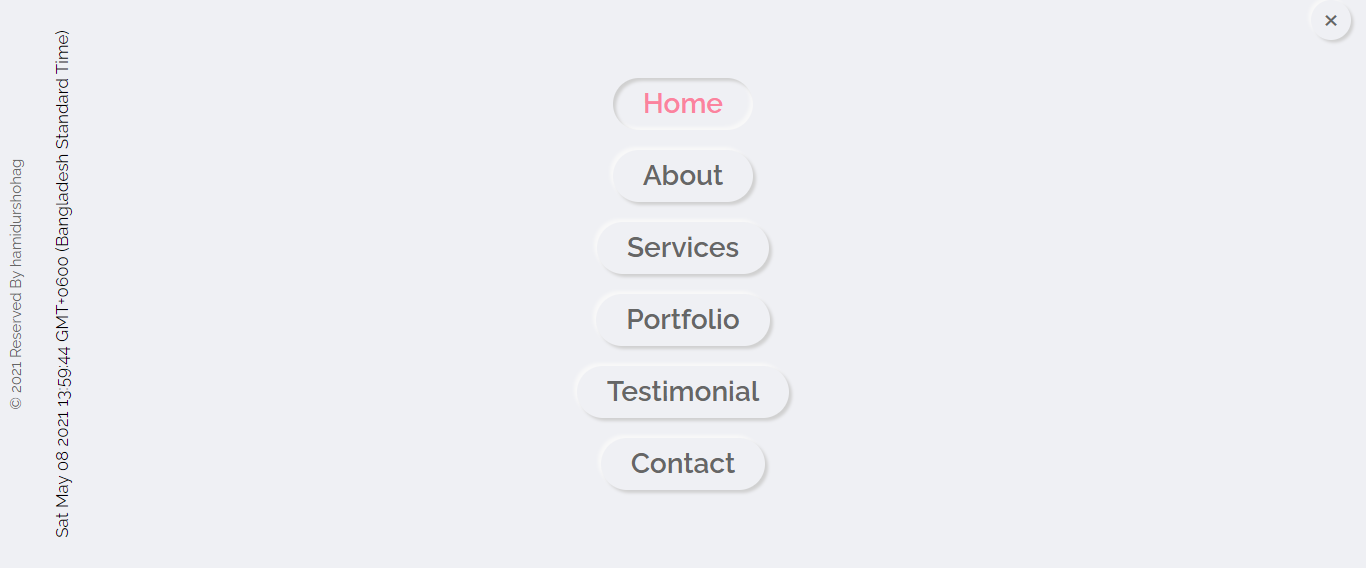 © 2021 Reserved By hamidurshohag
Sat May 08 2021 13:59:44 GMT+0600 (Bangladesh Standard Time)
Home
About
Services
Portfolio
Testimonial
Contact